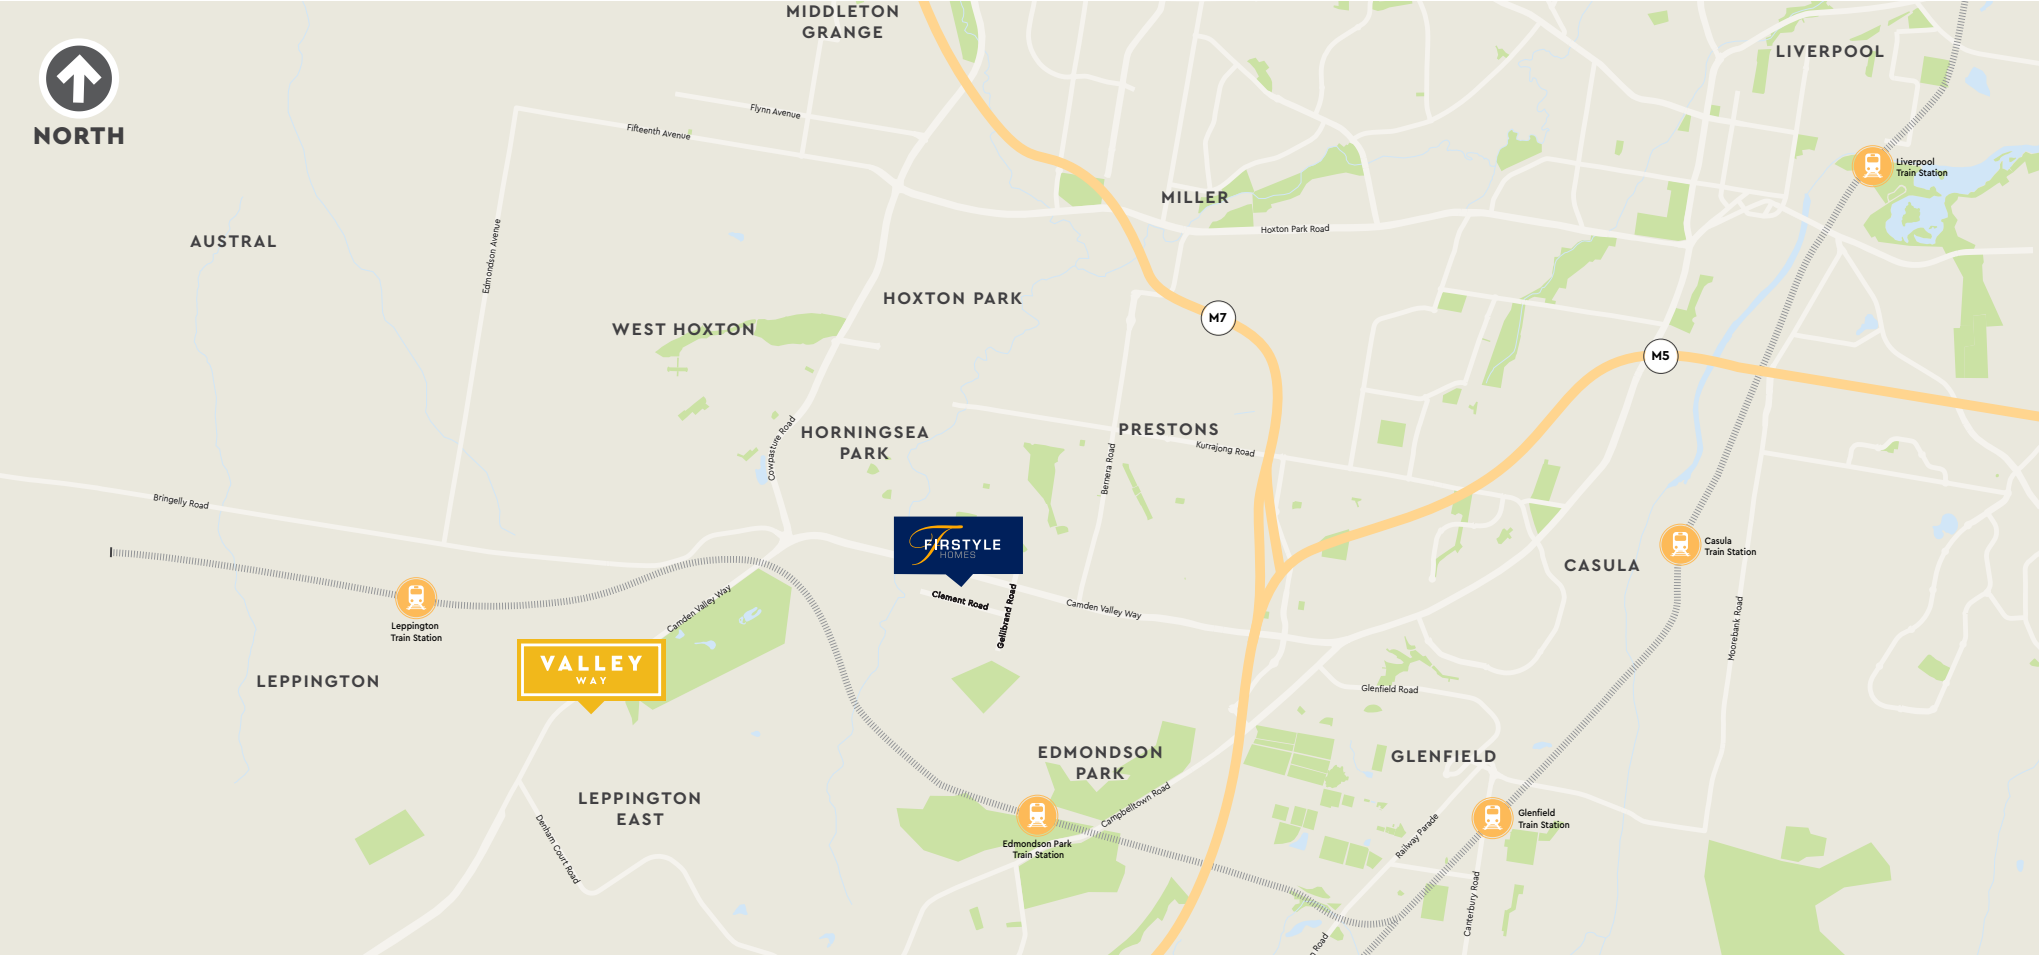 MIDDLETON
GRANGE
LIVERPOOL
NORTH
Flynn Avenue
Fifteenth Avenue
Liverpool
Train Station
MILLER
Hoxton Park Road
AUSTRAL
Edmondson Avenue
HOXTON PARK
M7
WEST HOXTON
M5
Cowpasture Road
HORNINGSEA
PARK
PRESTONS
Kurrajong Road
Bernera Road
Bringelly Road
FIRSTYLE
HOMES
Casula
Train Station
CASULA
Clement Road
Gellibrand Road
Camden Valley Way
Camden Valley Way
Leppington
Train Station
Moorebank Road
VALLEY
WAY
LEPPINGTON
Glenfield Road
EDMONDSON
PARK
GLENFIELD
LEPPINGTON
EAST
Campbelltown Road
Denham Court Road
Edmondson Park
Train Station
Glenfield
Train Station
Railway Parade
Canterbury Road
n Road